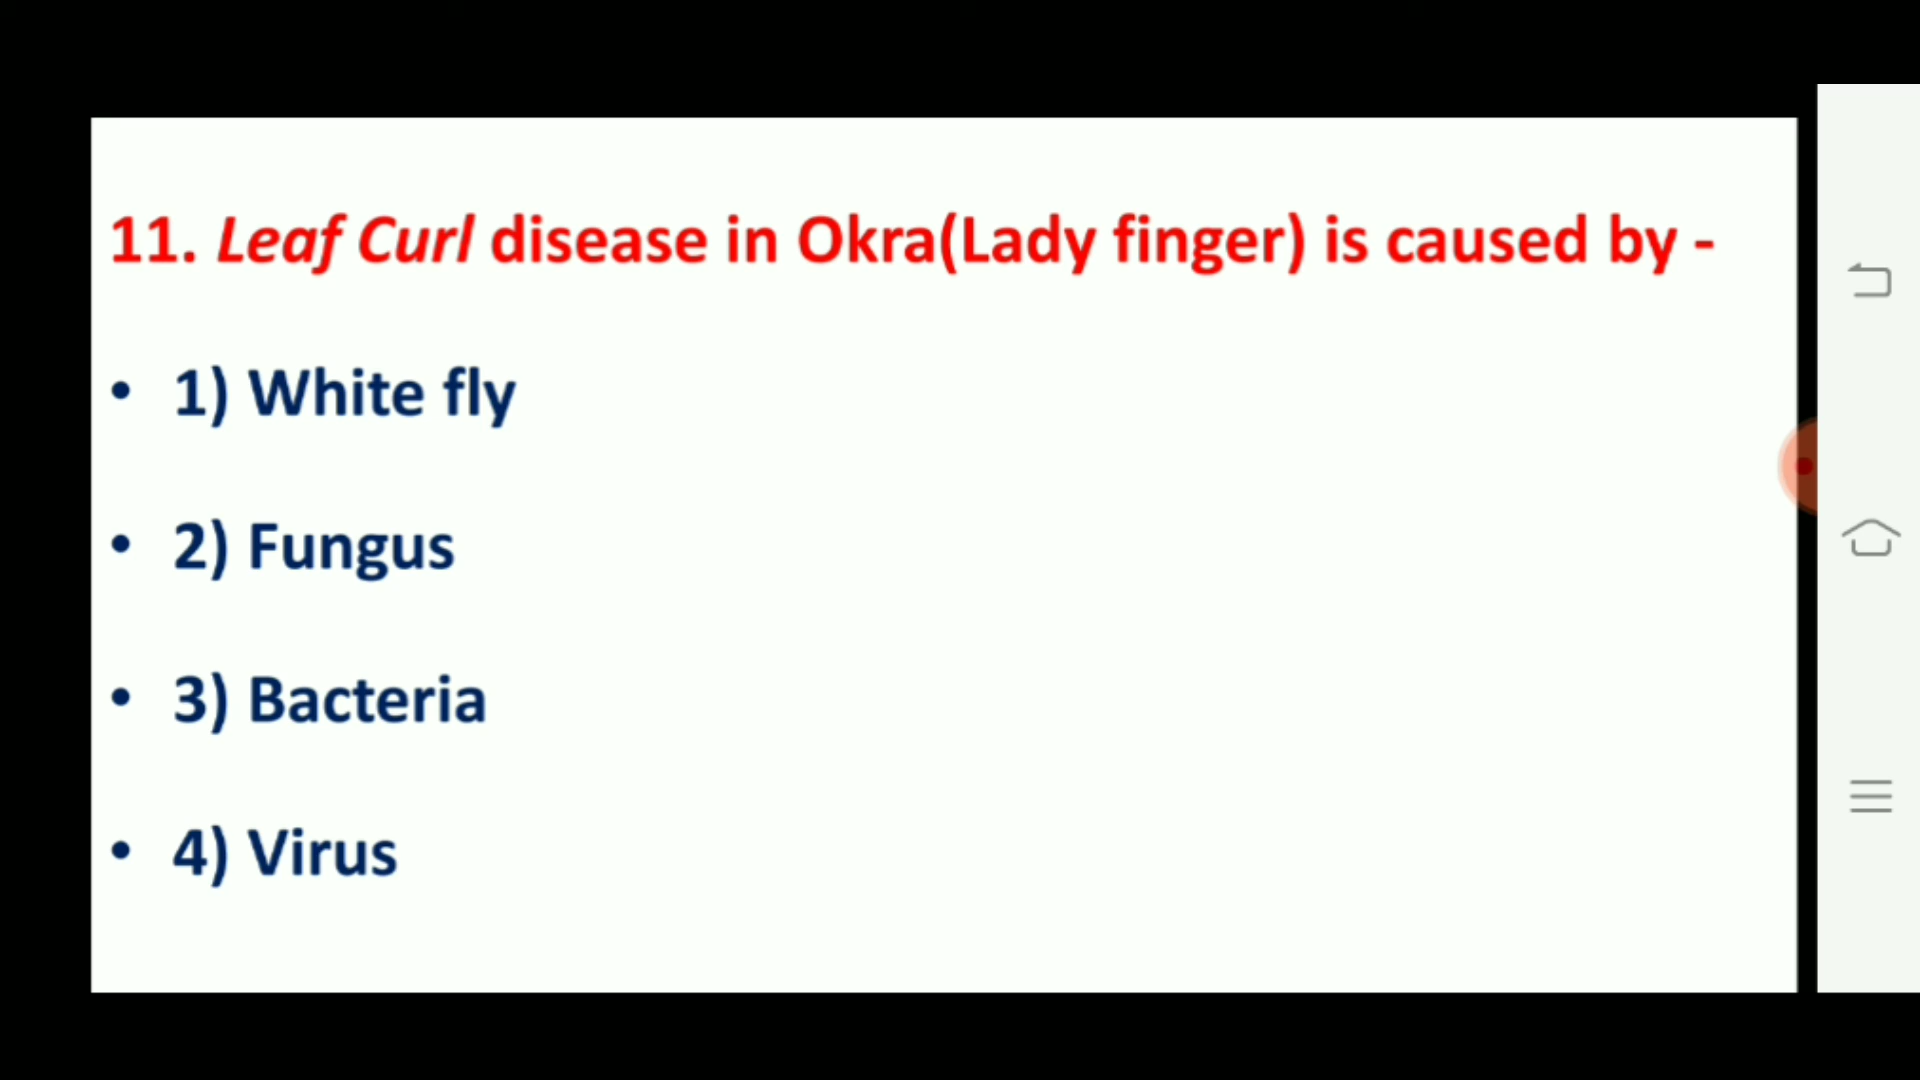 11. Leaf Curl disease in Okra(Lady finger) is caused by -
• 1) White fly
• 2) Fungus
• 3) Bacteria
• 4) Virus